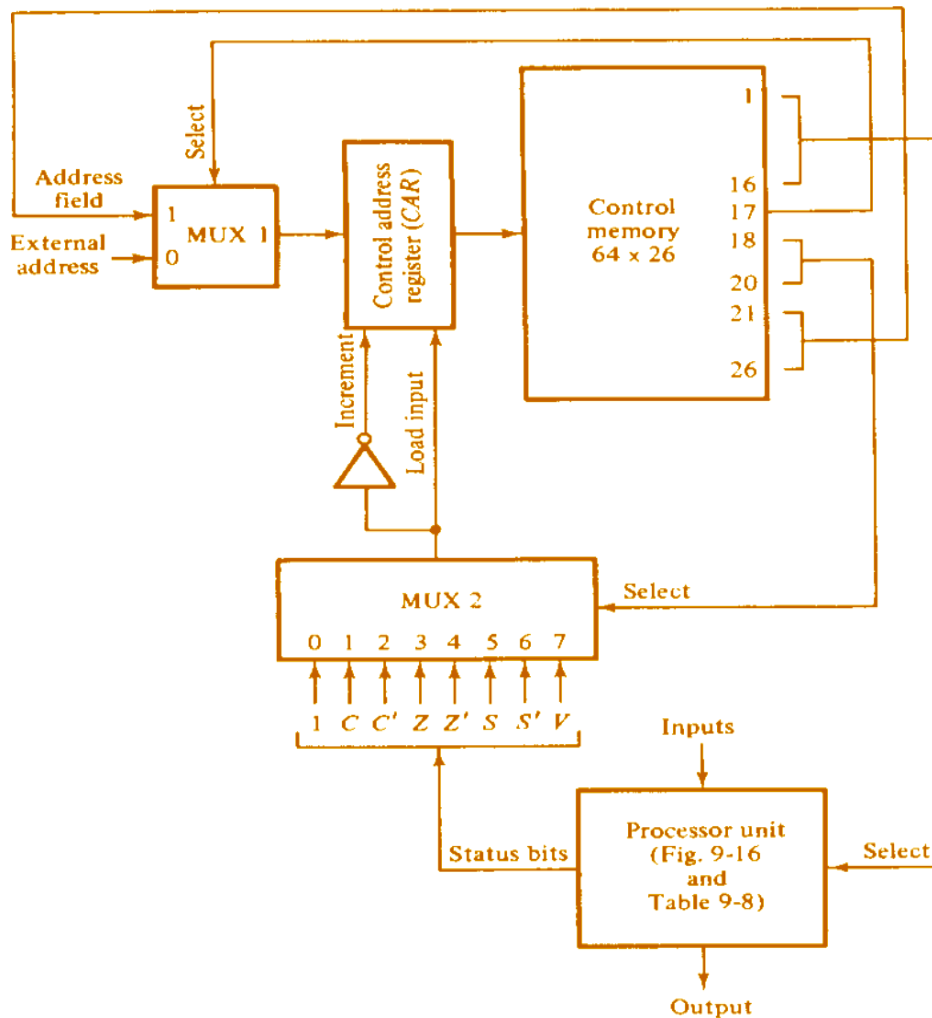 Select
Address
field
External
address
1
0
MUX 1
Control address
register (CAR)
Control
memory
64 x 26
1
16
17
18
20
21
26
Increment
Load input
MUX 2
Select
0 1 2 3 4 5 6 7
1 C C' Z Z' S S' V
Inputs
Status bits
Processor unit
(Fig. 9-16
and
Table 9-8)
Select
Output